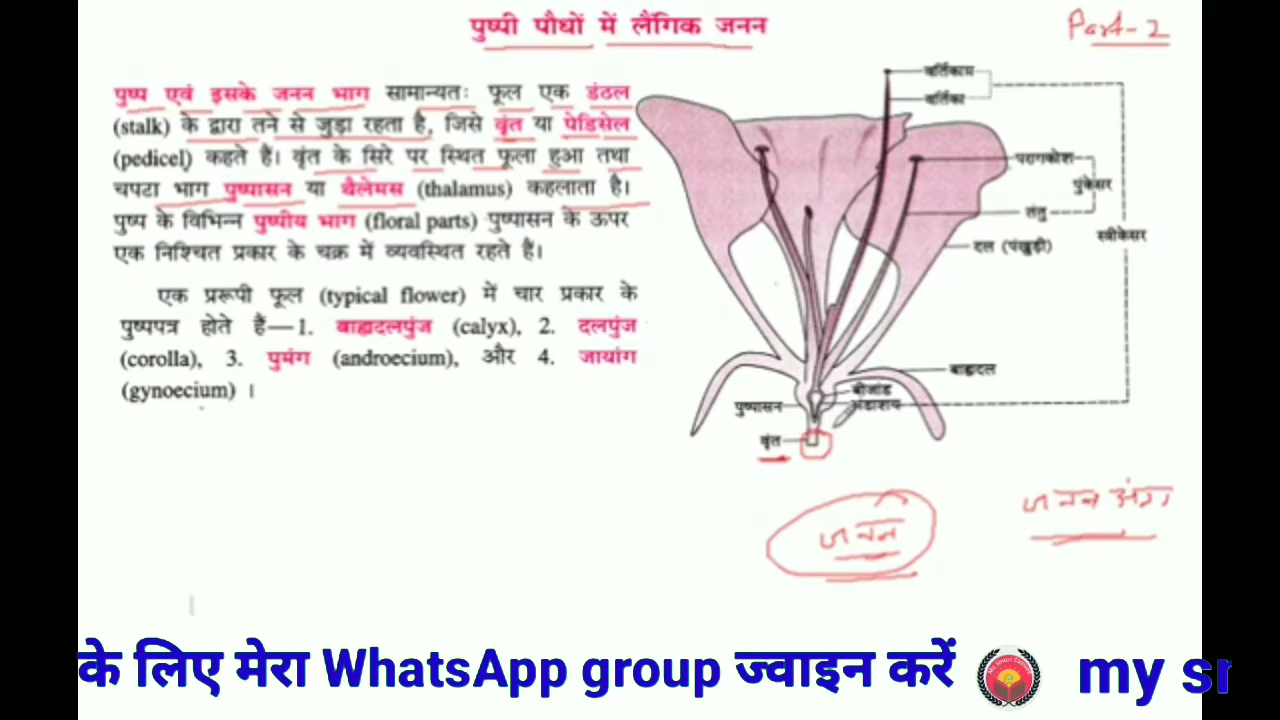 पुष्पी पौधों में लैंगिक जनन
Part-2
पुष्प एवं इसके जनन भाग सामान्यतः फूल एक डंठल
(stalk) के द्वारा तने से जुड़ा रहता है, जिसे वृंत या पेडिसेल
(pedicel) कहते हैं। वृंत के सिरे पर स्थित फूला हुआ तथा
चपटा भाग पुष्पासन या थैलेमस (thalamus) कहलाता है।
पुष्प के विभिन्न पुष्पीय भाग (floral parts) पुष्पासन के ऊपर
एक निश्चित प्रकार के चक्र में व्यवस्थित रहते हैं।
एक प्ररूपी फूल (typical flower) में चार प्रकार के
पुष्पपत्र होते हैं—1. बाह्यदलपुंज (calyx), 2. दलपुंज
(corolla), 3. पुमंग (androecium), और 4. जायांग
(gynoecium) ।
वर्तिकाग्र
वर्तिका
परागकोश
पुंकेसर
तंतु
स्त्रीकेसर
दल (पंखुड़ी)
बाह्यदल
बीजांड
पुष्पासन
अंडाशय
वृंत
जनन अंग
जनन
के लिए मेरा WhatsApp group ज्वाइन करें
my